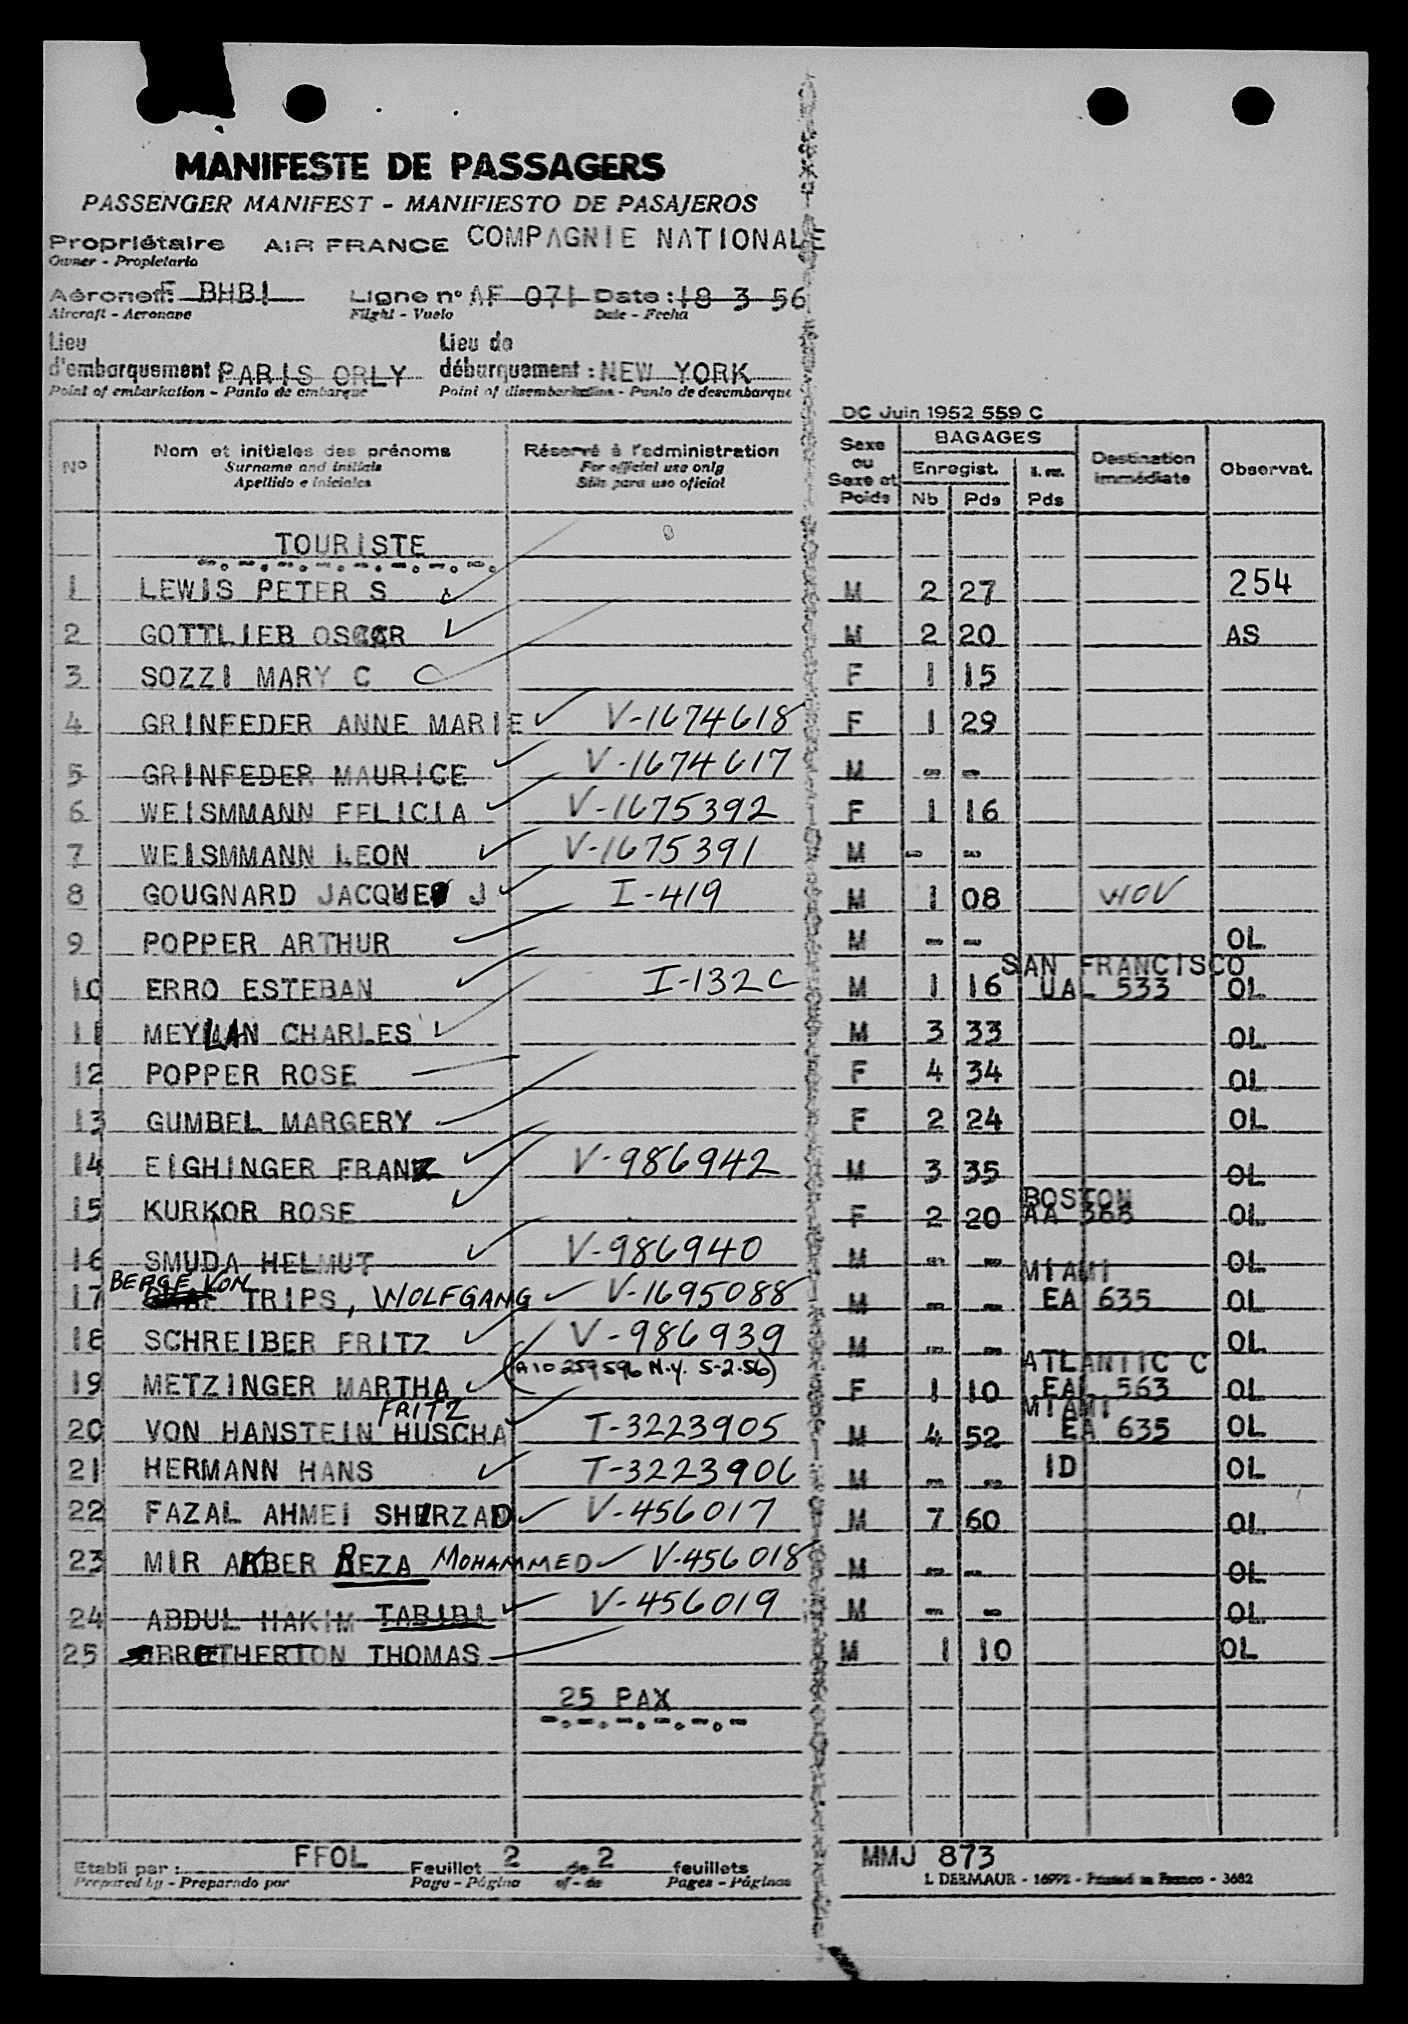 MANIFESTE DE PASSAGERS
PASSENGER MANIFEST - MANIFIESTO DE PASAJEROS
Propriétaire AIR FRANCE COMPAGNIE NATIONALE
Owner - Propietario
Aéronef: F BHBI Ligne n° AF 071 Date: 18 3 56
Aircraft - Aeronave Flight - Vuelo Date - Fecha
Lieu d'embarquement PARIS ORLY Lieu de débarquement: NEW YORK
Point of embarkation - Punto de embarque Point of disembarkation - Punto de desembarque
DC Juin 1952 559 C
N° Nom et initiales des prénoms Réservé à l'administration Sexe ou Sexe et Poids BAGAGES Destination immédiate Observat.
Surname and initials For official use only Enregist.
Apellido e iniciales Sitio para uso oficial Nb Pds Pds
TOURISTE
1 LEWIS PETER S M 2 27 254
2 GOTTLIEB OSCAR M 2 20 AS
3 SOZZI MARY C F 1 15
4 GRINFEDER ANNE MARIE V-1674618 F 1 29
5 GRINFEDER MAURICE V-1674617 M - -
6 WEISMMANN FELICIA V-1675392 F 1 16
7 WEISMMANN LEON V-1675391 M - -
8 GOUGNARD JACQUES J I-419 M 1 08 WOV
9 POPPER ARTHUR M - - OL
10 ERRO ESTEBAN I-132C M 1 16 SAN FRANCISCO UAL 533 OL
11 MEYLAN CHARLES M 3 33 OL
12 POPPER ROSE F 4 34 OL
13 GUMBEL MARGERY F 2 24 OL
14 EIGHINGER FRANZ V-986942 M 3 35 OL
15 KURKOR ROSE F 2 20 BOSTON AA OL
16 SMUDA HELMUT V-986940 M - - OL
17 BERGE VON TRIPS, WOLFGANG V-1695088 M - - MIAMI EA 635 OL
18 SCHREIBER FRITZ V-986939 M - - OL
19 METZINGER MARTHA (A10 259 596 N.Y. 5-2-56) F 1 10 ATLANTIC C EAL 563 OL
20 VON HANSTEIN FRITZ HUSCHA T-3223905 M 4 52 MIAMI EA 635 OL
21 HERMANN HANS T-3223906 M - - ID OL
22 FAZAL AHMEI SHERZAD V-456017 M 7 60 OL
23 MIR AKBER REZA MOHAMMED V-456018 M - - OL
24 ABDUL HAKIM TABIBI V-456019 M - - OL
25 BROTHERTON THOMAS M 1 10 OL
25 PAX
Etabli par: FFOL Feuillet 2 de 2 feuillets MMJ 873
Prepared by - Preparado por Page - Página of - de Pages - Páginas L DERMAUR - 16992 - Printed in France - 3682